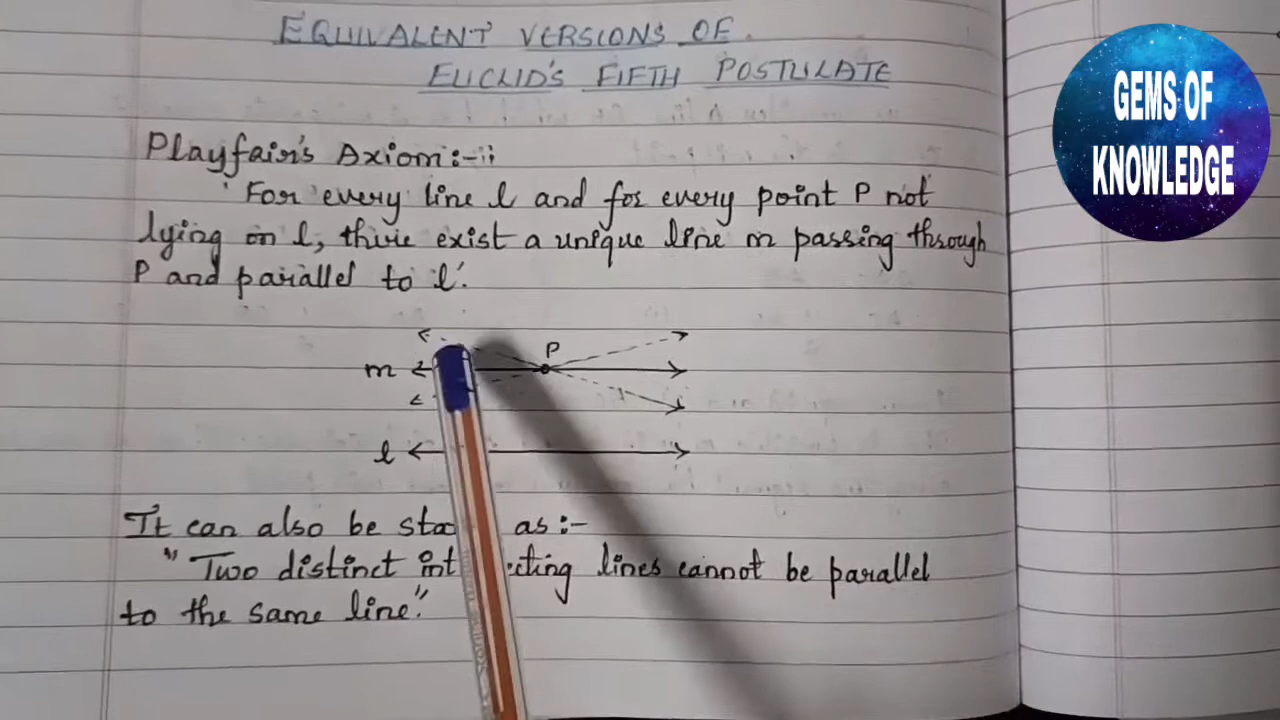 EQUIVALENT VERSIONS OF
EUCLID'S FIFTH POSTULATE
GEMS OF
KNOWLEDGE
Playfair's Axiom:-
'For every line l and for every point P not
lying on l, there exist a unique line m passing through
P and parallel to l'.
P
m
l
It can also be as:-
"Two distinct lines cannot be parallel
to the same line".